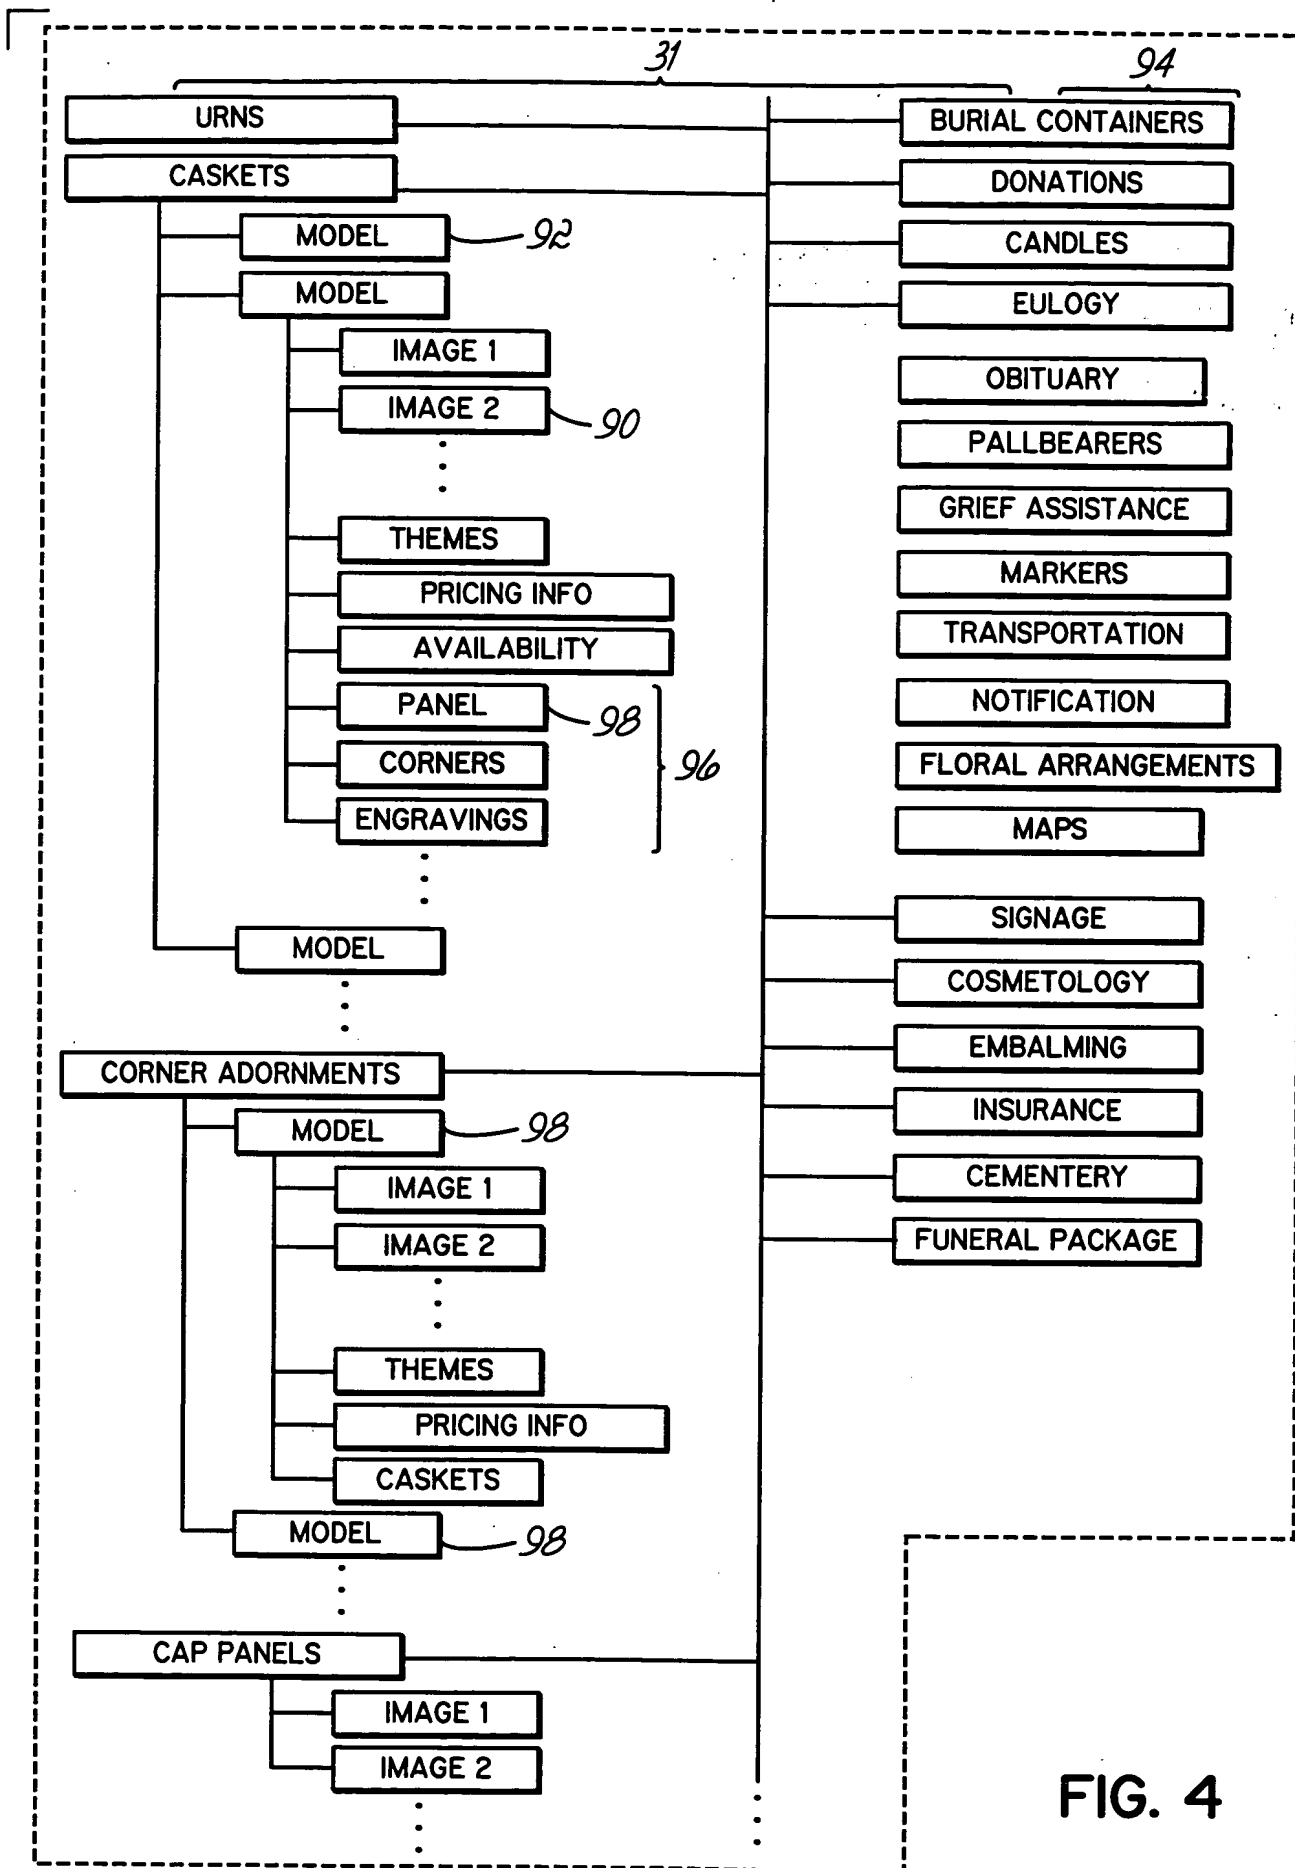 31
94
URNS
CASKETS
MODEL
92
MODEL
IMAGE 1
IMAGE 2
90
THEMES
PRICING INFO
AVAILABILITY
PANEL
98
CORNERS
96
ENGRAVINGS
MODEL
CORNER ADORNMENTS
MODEL
98
IMAGE 1
IMAGE 2
THEMES
PRICING INFO
CASKETS
MODEL
98
CAP PANELS
IMAGE 1
IMAGE 2
BURIAL CONTAINERS
DONATIONS
CANDLES
EULOGY
OBITUARY
PALLBEARERS
GRIEF ASSISTANCE
MARKERS
TRANSPORTATION
NOTIFICATION
FLORAL ARRANGEMENTS
MAPS
SIGNAGE
COSMETOLOGY
EMBALMING
INSURANCE
CEMENTERY
FUNERAL PACKAGE
FIG. 4